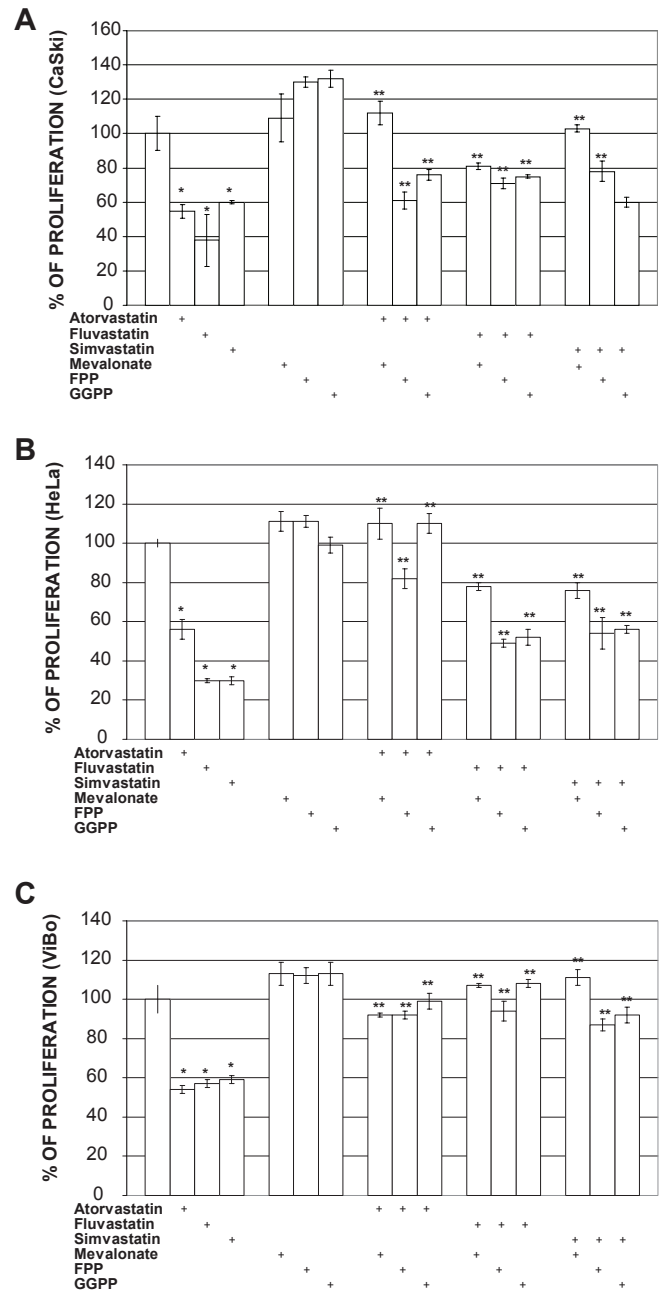 A
% OF PROLIFERATION (CaSki)
160
140
120
100
80
60
40
20
0
* * *
** ** **
** ** **
** **
Atorvastatin + + + +
Fluvastatin + + + +
Simvastatin + + + +
Mevalonate + + + +
FPP + + + +
GGPP + + + +
B
% OF PROLIFERATION (HeLa)
140
120
100
80
60
40
20
0
* * *
** ** **
** ** **
** ** **
Atorvastatin + + + +
Fluvastatin + + + +
Simvastatin + + + +
Mevalonate + + + +
FPP + + + +
GGPP + + + +
C
% OF PROLIFERATION (ViBo)
140
120
100
80
60
40
20
0
* * *
** ** **
** ** **
** ** **
Atorvastatin + + + +
Fluvastatin + + + +
Simvastatin + + + +
Mevalonate + + + +
FPP + + + +
GGPP + + + +